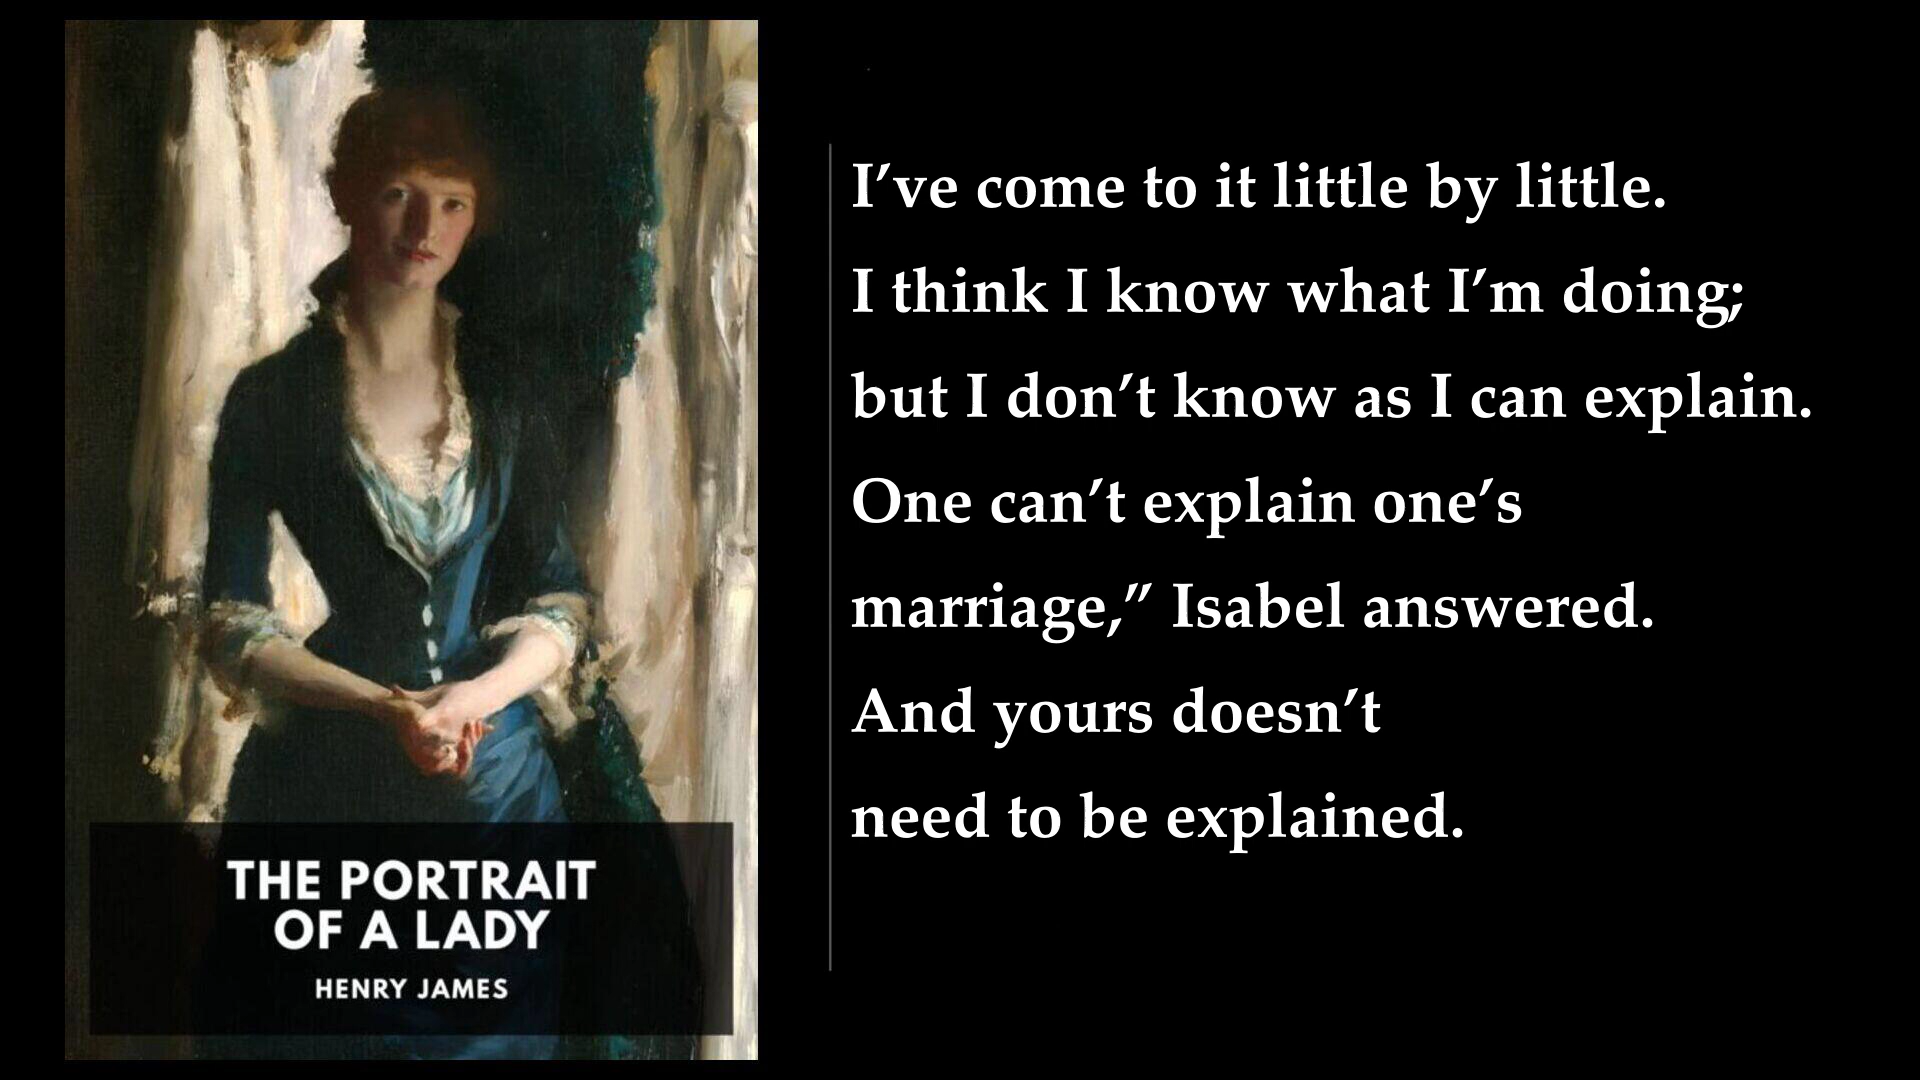 THE PORTRAIT
OF A LADY
HENRY JAMES
I’ve come to it little by little.
I think I know what I’m doing;
but I don’t know as I can explain.
One can’t explain one’s
marriage,” Isabel answered.
And yours doesn’t
need to be explained.